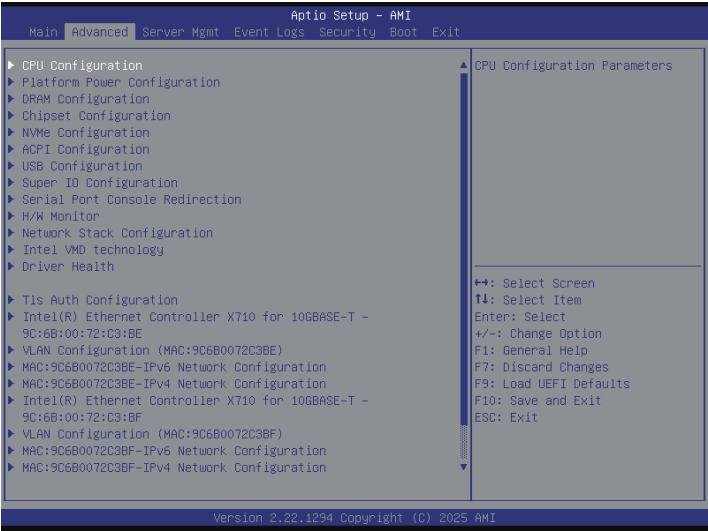 Aptio Setup - AMI
Main Advanced Server Mgmt Event Logs Security Boot Exit
CPU Configuration
Platform Power Configuration
DRAM Configuration
Chipset Configuration
NVMe Configuration
ACPI Configuration
USB Configuration
Super IO Configuration
Serial Port Console Redirection
H/W Monitor
Network Stack Configuration
Intel VMD technology
Driver Health
Tls Auth Configuration
Intel(R) Ethernet Controller X710 for 10GBASE-T -
9C:6B:00:72:C3:BE
VLAN Configuration (MAC:9C6B0072C3BE)
MAC:9C6B0072C3BE-IPv6 Network Configuration
MAC:9C6B0072C3BE-IPv4 Network Configuration
Intel(R) Ethernet Controller X710 for 10GBASE-T -
9C:6B:00:72:C3:BF
VLAN Configuration (MAC:9C6B0072C3BF)
MAC:9C6B0072C3BF-IPv6 Network Configuration
MAC:9C6B0072C3BF-IPv4 Network Configuration
CPU Configuration Parameters
↔: Select Screen
↑↓: Select Item
Enter: Select
+/-: Change Option
F1: General Help
F7: Discard Changes
F9: Load UEFI Defaults
F10: Save and Exit
ESC: Exit
Version 2.22.1294 Copyright (C) 2025 AMI